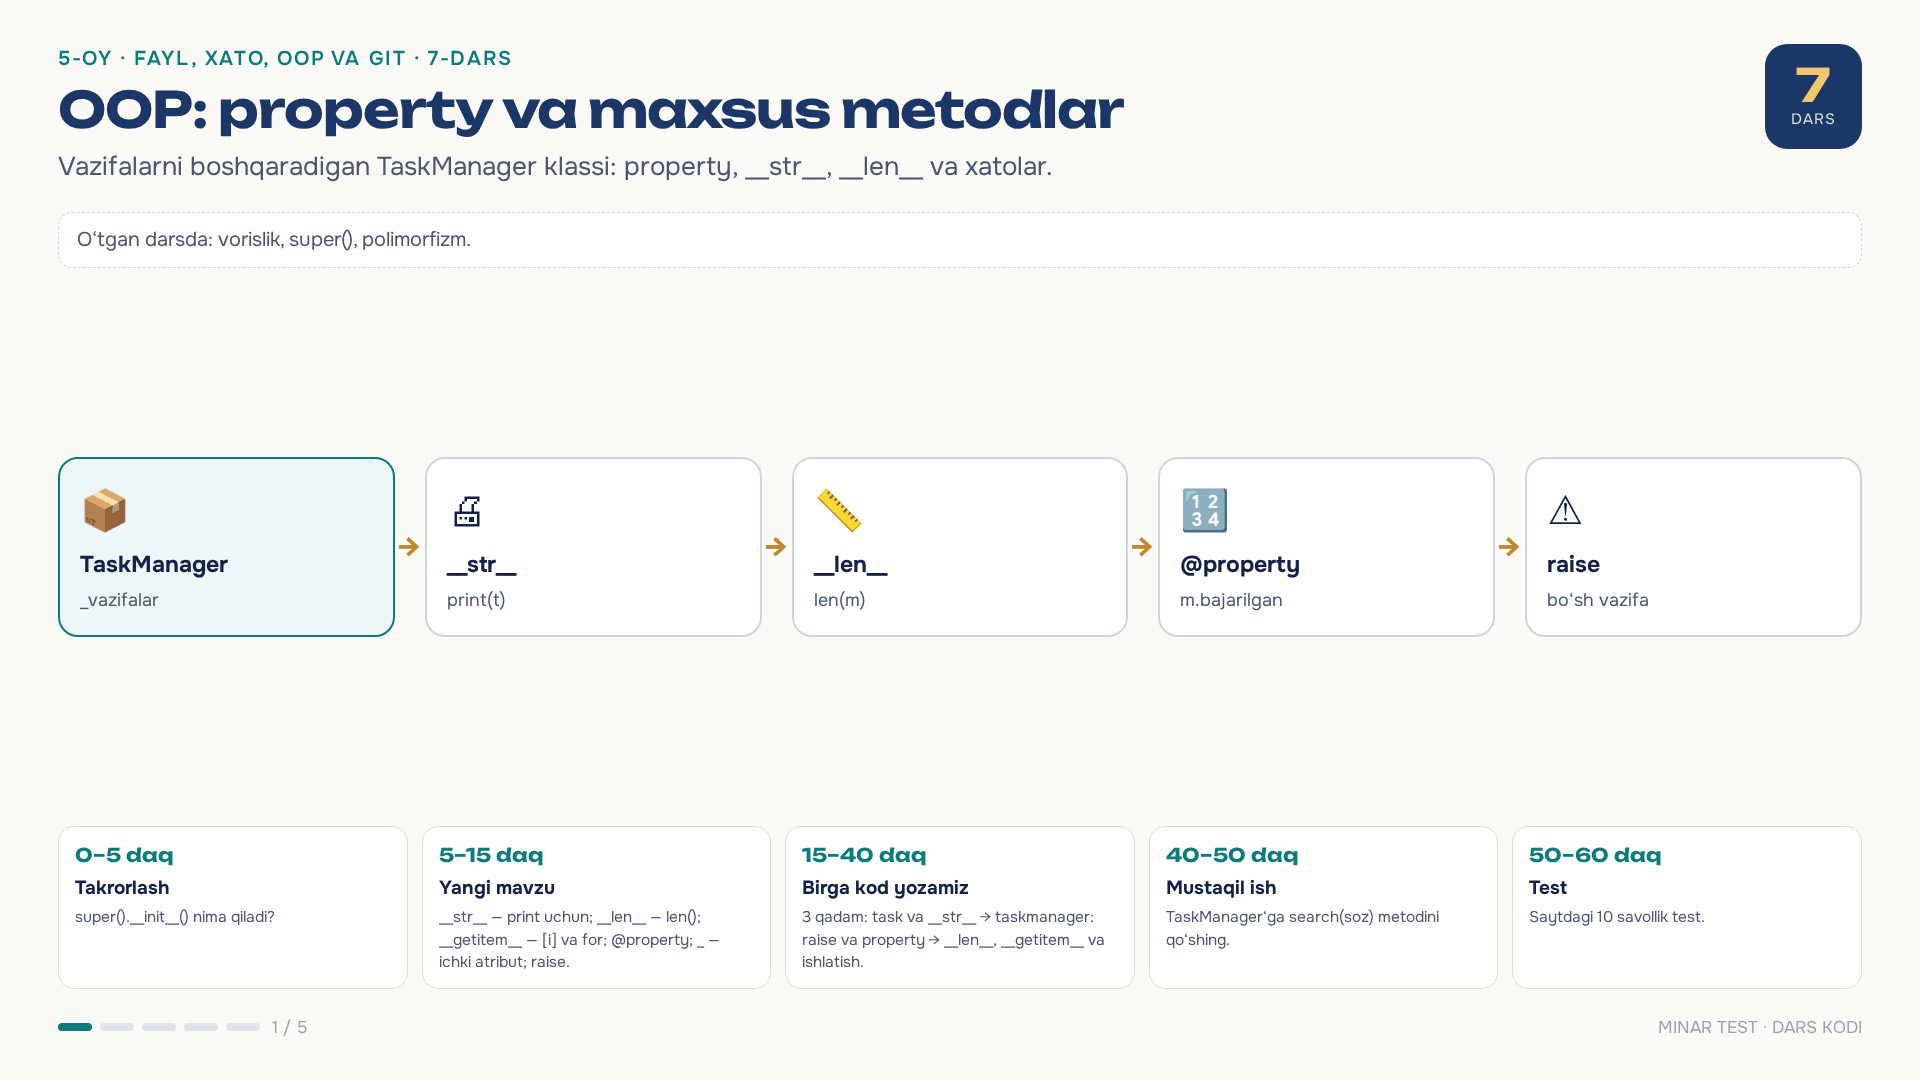 5-OY · FAYL, XATO, OOP VA GIT · 7-DARS
OOP: property va maxsus metodlar
Vazifalarni boshqaradigan TaskManager klassi: property, __str__, __len__ va xatolar.
7
DARS
O‘tgan darsda: vorislik, super(), polimorfizm.
TaskManager
_vazifalar
→
__str__
print(t)
→
__len__
len(m)
→
@property
m.bajarilgan
→
raise
bo‘sh vazifa
0–5 daq
Takrorlash
super().__init__() nima qiladi?
5–15 daq
Yangi mavzu
__str__ — print uchun; __len__ — len();
__getitem__ — [i] va for; @property; _ —
ichki atribut; raise.
15–40 daq
Birga kod yozamiz
3 qadam: task va __str__ → taskmanager:
raise va property → __len__, __getitem__ va
ishlatish.
40–50 daq
Mustaqil ish
TaskManager‘ga search(soz) metodini
qo‘shing.
50–60 daq
Test
Saytdagi 10 savollik test.
1 / 5
MINAR TEST · DARS KODI